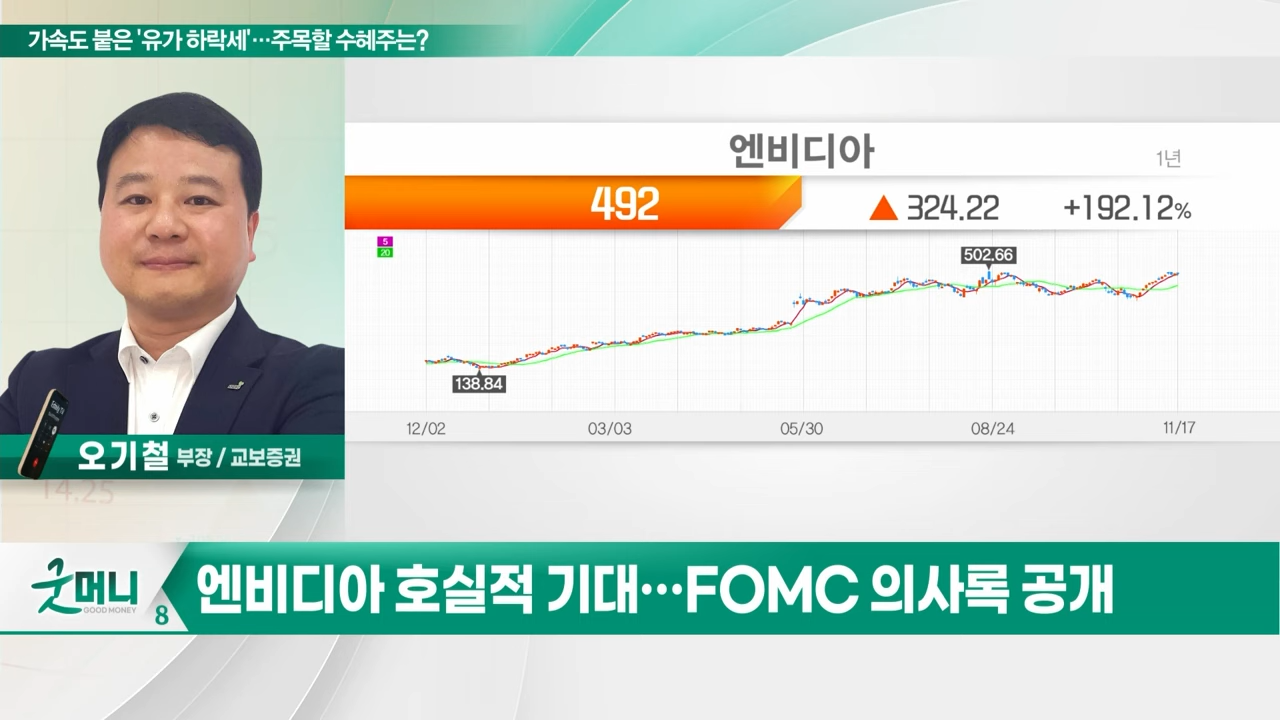 가속도 붙은 '유가 하락세'…주목할 수혜주는?
엔비디아
1년
492
▲ 324.22
+192.12%
5
20
502.66
138.84
12/02
03/03
05/30
08/24
11/17
오기철 부장 / 교보증권
14.25
굿머니
GOOD MONEY
8
엔비디아 호실적 기대…FOMC 의사록 공개